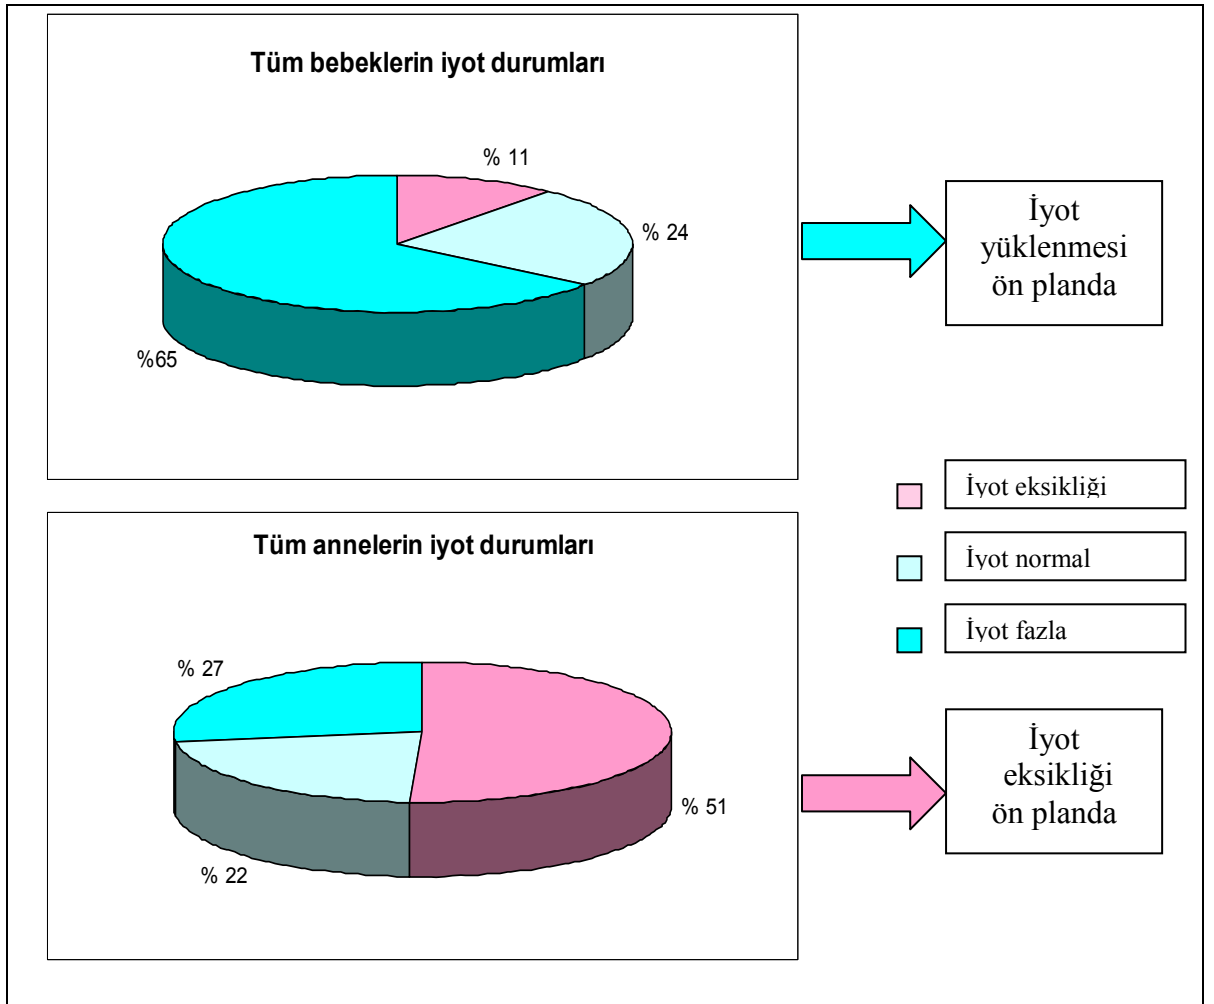 Tüm bebeklerin iyot durumları
% 11
% 24
%65
İyot
yüklenmesi
ön planda
İyot eksikliği
İyot normal
İyot fazla
Tüm annelerin iyot durumları
% 27
% 51
% 22
İyot
eksikliği
ön planda